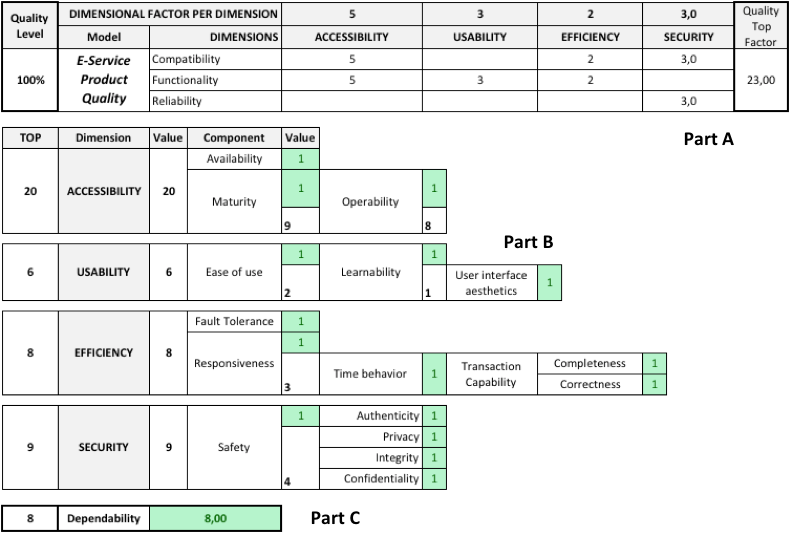 Quality Level DIMENSIONAL FACTOR PER DIMENSION 5 3 2 3,0 Quality Top Factor
Model DIMENSIONS ACCESSIBILITY USABILITY EFFICIENCY SECURITY
100% E-Service Product Quality Compatibility 5 2 3,0 23,00
Functionality 5 3 2
Reliability 3,0
TOP Dimension Value Component Value
Part A
20 ACCESSIBILITY 20 Availability 1
Maturity 1 Operability 1
9 8
Part B
6 USABILITY 6 Ease of use 1 Learnability 1
2 1 User interface aesthetics 1
8 EFFICIENCY 8 Fault Tolerance 1
Responsiveness 1
3 Time behavior 1 Transaction Capability Completeness 1
Correctness 1
9 SECURITY 9 Safety 1 Authenticity 1
Privacy 1
Integrity 1
4 Confidentiality 1
8 Dependability 8,00 Part C